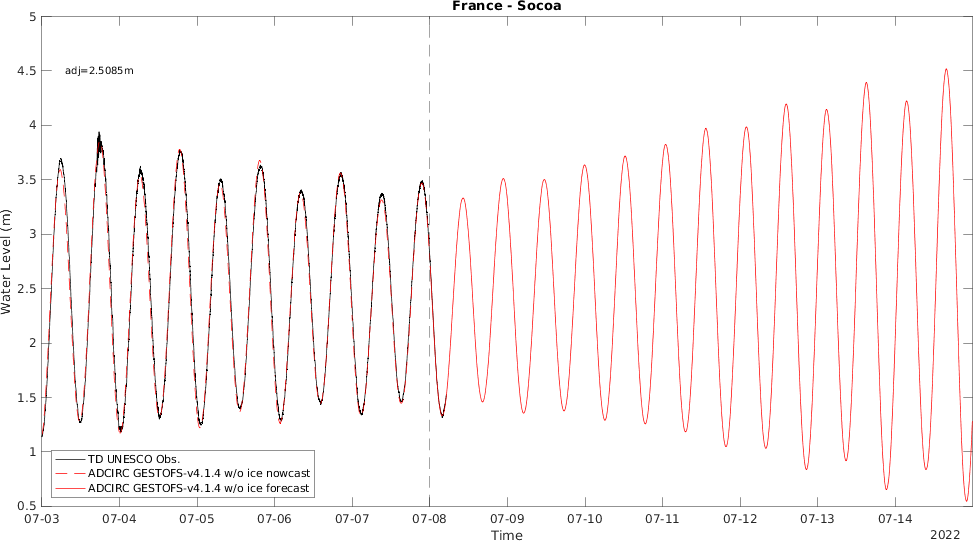 France - Socoa
5
4.5
4
3.5
3
2.5
2
1.5
1
0.5
Water Level (m)
adj=2.5085m
TD UNESCO Obs.
ADCIRC GESTOFS-v4.1.4 w/o ice nowcast
ADCIRC GESTOFS-v4.1.4 w/o ice forecast
07-03 07-04 07-05 07-06 07-07 07-08 07-09 07-10 07-11 07-12 07-13 07-14
Time
2022